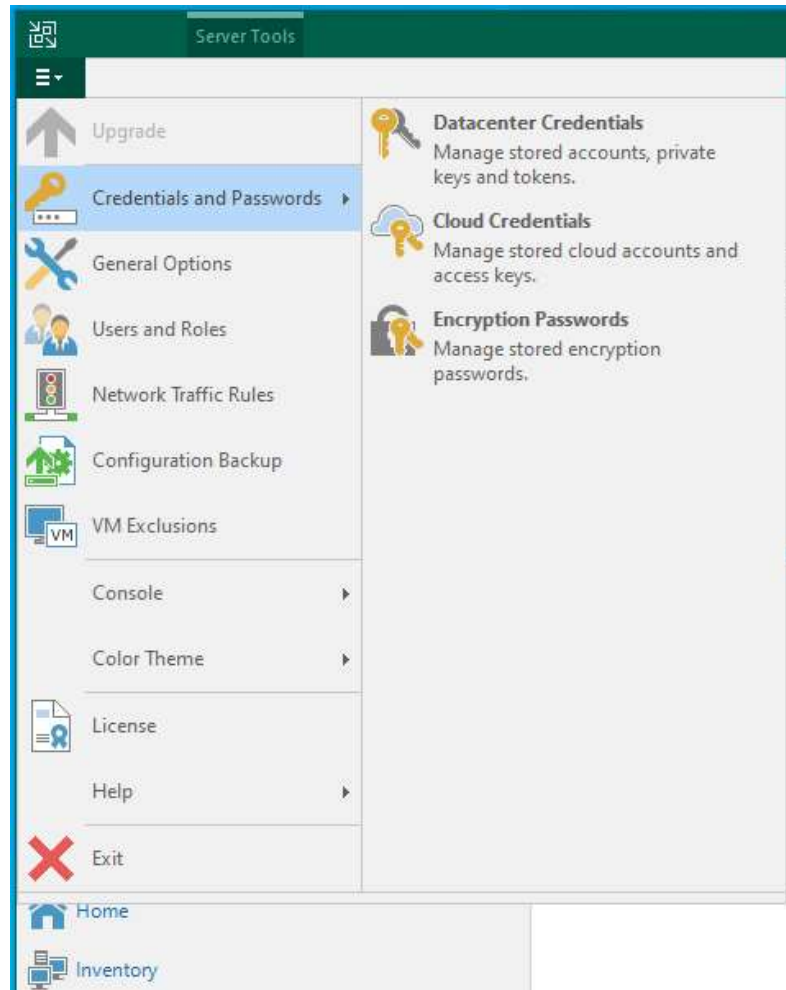 Server Tools
Upgrade
Credentials and Passwords
General Options
Users and Roles
Network Traffic Rules
Configuration Backup
VM
VM Exclusions
Console
Color Theme
License
Help
Exit
Datacenter Credentials
Manage stored accounts, private
keys and tokens.
Cloud Credentials
Manage stored cloud accounts and
access keys.
Encryption Passwords
Manage stored encryption
passwords.
Home
Inventory